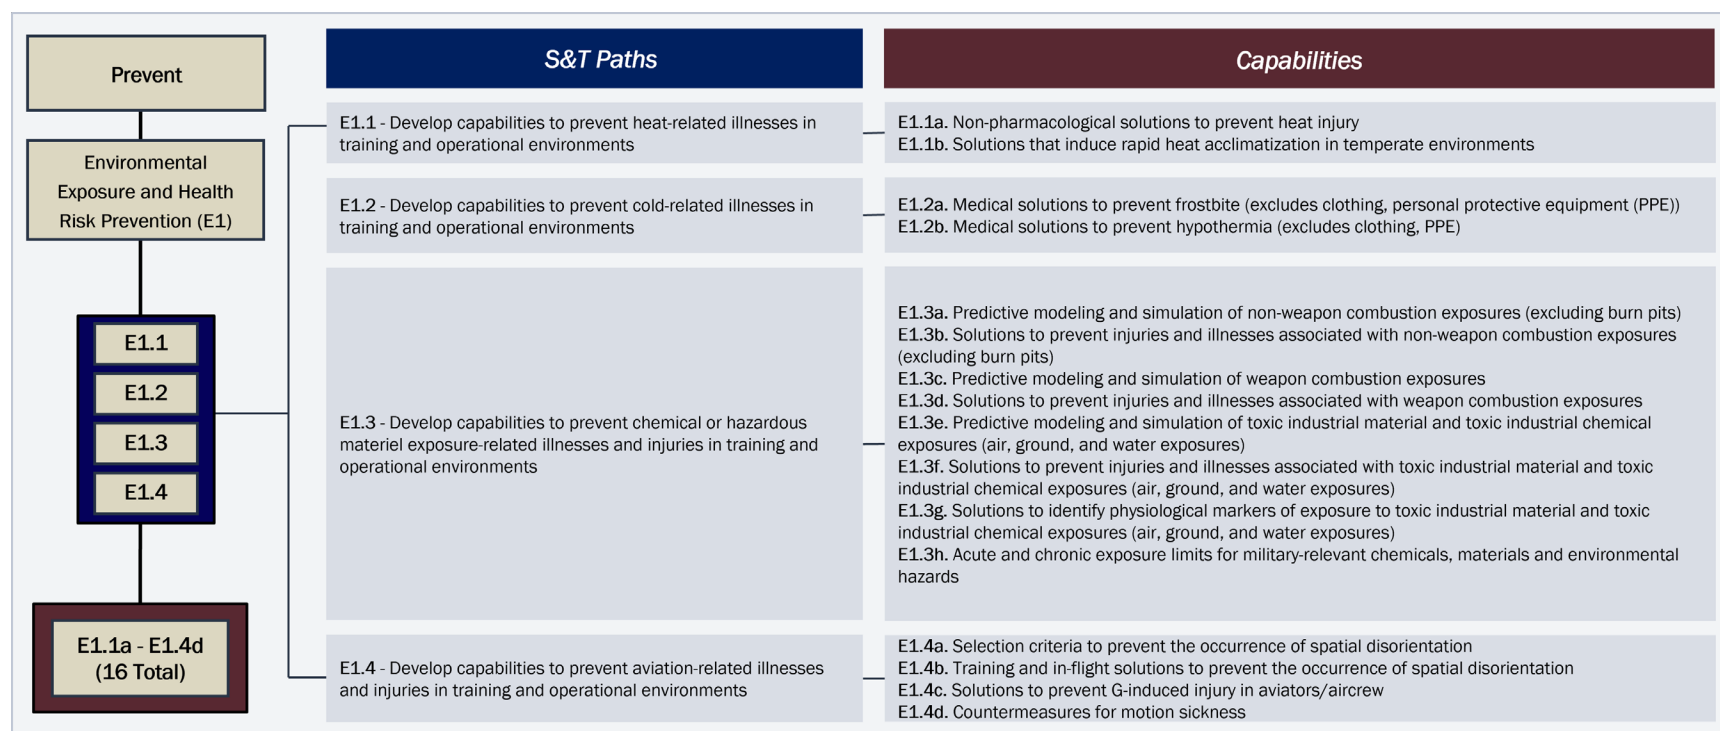 Prevent
Environmental
Exposure and Health
Risk Prevention (E1)
E1.1
E1.2
E1.3
E1.4
E1.1a - E1.4d
(16 Total)
S&T Paths
Capabilities
E1.1 - Develop capabilities to prevent heat-related illnesses in
training and operational environments
E1.1a. Non-pharmacological solutions to prevent heat injury
E1.1b. Solutions that induce rapid heat acclimatization in temperate environments
E1.2 - Develop capabilities to prevent cold-related illnesses in
training and operational environments
E1.2a. Medical solutions to prevent frostbite (excludes clothing, personal protective equipment (PPE))
E1.2b. Medical solutions to prevent hypothermia (excludes clothing, PPE)
E1.3 - Develop capabilities to prevent chemical or hazardous
materiel exposure-related illnesses and injuries in training and
operational environments
E1.3a. Predictive modeling and simulation of non-weapon combustion exposures (excluding burn pits)
E1.3b. Solutions to prevent injuries and illnesses associated with non-weapon combustion exposures
(excluding burn pits)
E1.3c. Predictive modeling and simulation of weapon combustion exposures
E1.3d. Solutions to prevent injuries and illnesses associated with weapon combustion exposures
E1.3e. Predictive modeling and simulation of toxic industrial material and toxic industrial chemical
exposures (air, ground, and water exposures)
E1.3f. Solutions to prevent injuries and illnesses associated with toxic industrial material and toxic
industrial chemical exposures (air, ground, and water exposures)
E1.3g. Solutions to identify physiological markers of exposure to toxic industrial material and toxic
industrial chemical exposures (air, ground, and water exposures)
E1.3h. Acute and chronic exposure limits for military-relevant chemicals, materials and environmental
hazards
E1.4 - Develop capabilities to prevent aviation-related illnesses
and injuries in training and operational environments
E1.4a. Selection criteria to prevent the occurrence of spatial disorientation
E1.4b. Training and in-flight solutions to prevent the occurrence of spatial disorientation
E1.4c. Solutions to prevent G-induced injury in aviators/aircrew
E1.4d. Countermeasures for motion sickness